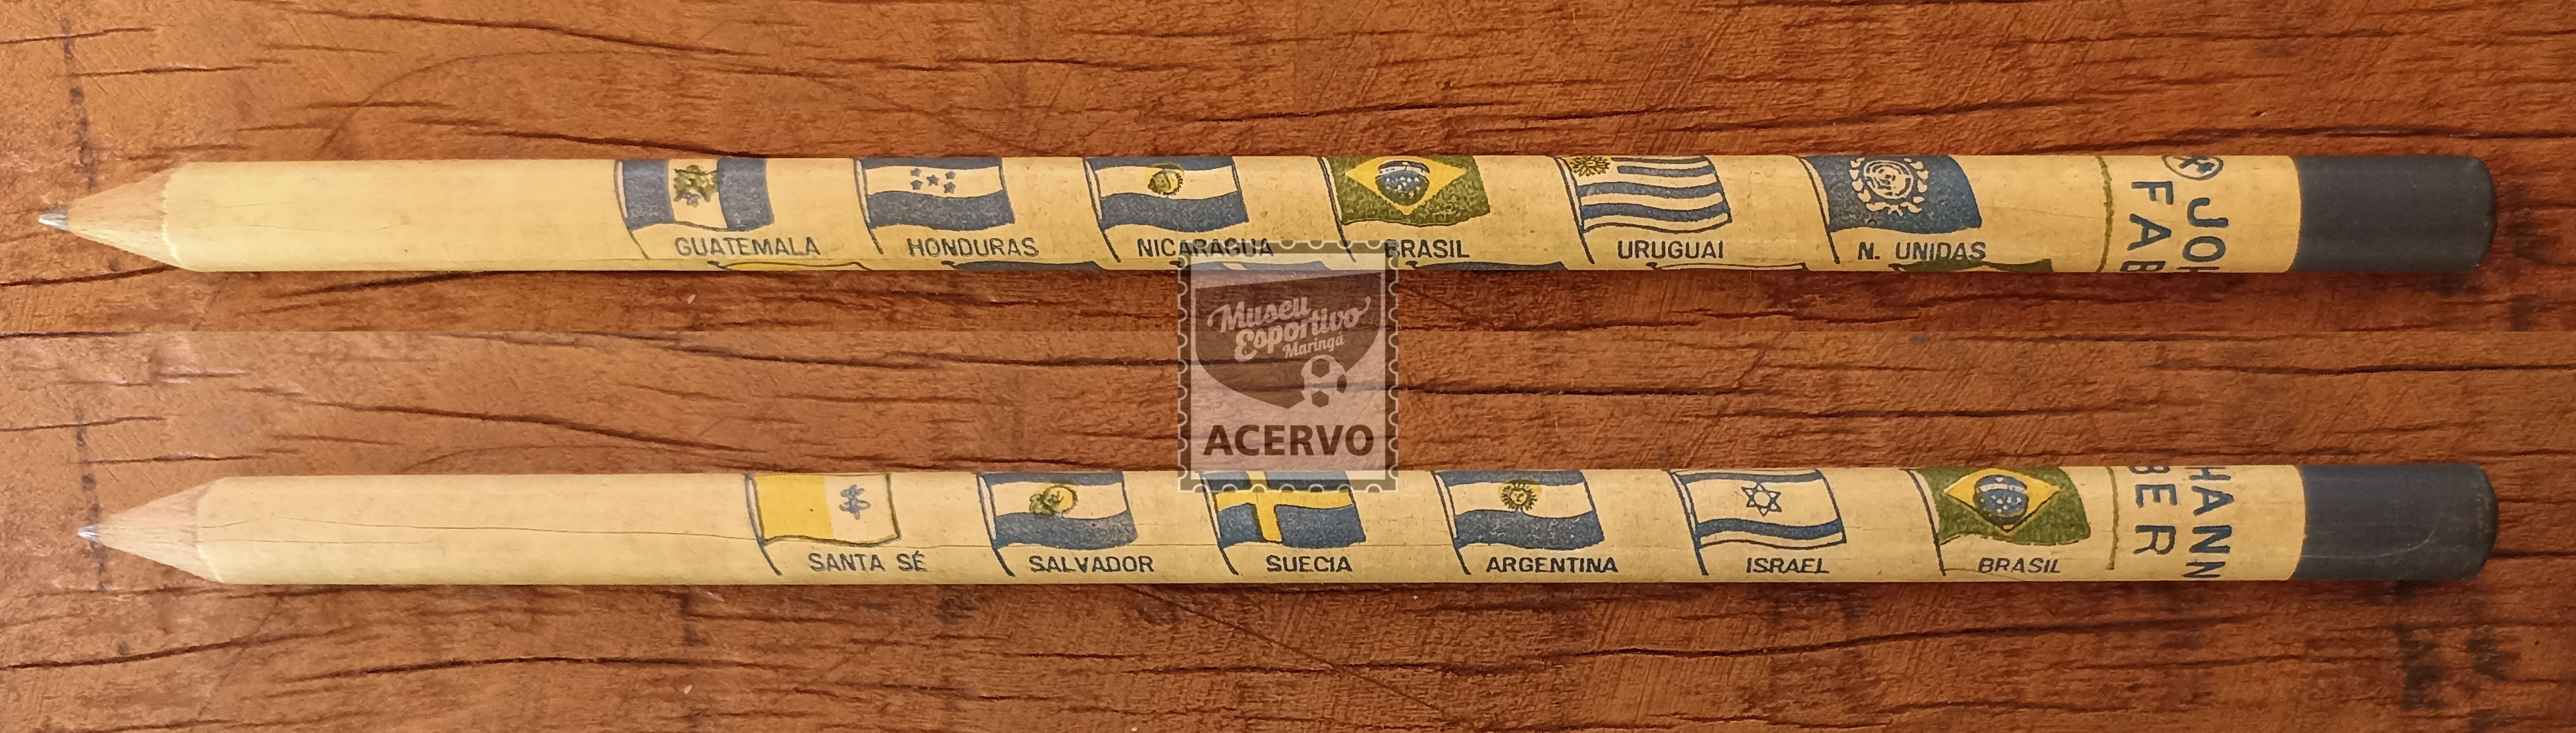 GUATEMALA
HONDURAS
NICARAGUA
BRASIL
URUGUAI
N. UNIDAS
JOH
FAB
Museu
Esportivo
Maringá
ACERVO
SANTA SÉ
SALVADOR
SUECIA
ARGENTINA
ISRAEL
BRASIL
HANN
BER